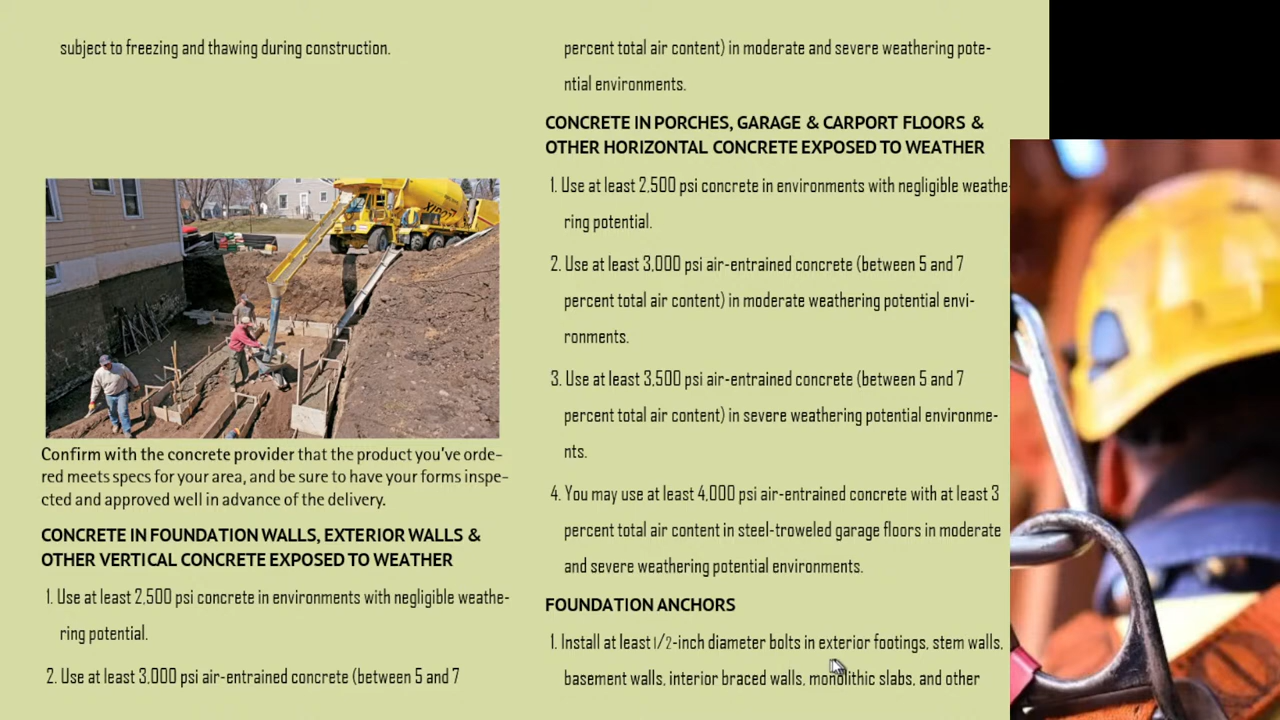 subject to freezing and thawing during construction.
Confirm with the concrete provider that the product you've orde-
red meets specs for your area, and be sure to have your forms inspe-
cted and approved well in advance of the delivery.
CONCRETE IN FOUNDATION WALLS, EXTERIOR WALLS &
OTHER VERTICAL CONCRETE EXPOSED TO WEATHER
1. Use at least 2,500 psi concrete in environments with negligible weathe-
ring potential.
2. Use at least 3,000 psi air-entrained concrete (between 5 and 7
percent total air content) in moderate and severe weathering pote-
ntial environments.
CONCRETE IN PORCHES, GARAGE & CARPORT FLOORS &
OTHER HORIZONTAL CONCRETE EXPOSED TO WEATHER
1. Use at least 2,500 psi concrete in environments with negligible weathe-
ring potential.
2. Use at least 3,000 psi air-entrained concrete (between 5 and 7
percent total air content) in moderate weathering potential envi-
ronments.
3. Use at least 3,500 psi air-entrained concrete (between 5 and 7
percent total air content) in severe weathering potential environme-
nts.
4. You may use at least 4,000 psi air-entrained concrete with at least 3
percent total air content in steel-troweled garage floors in moderate
and severe weathering potential environments.
FOUNDATION ANCHORS
1. Install at least 1/2-inch diameter bolts in exterior footings, stem walls,
basement walls, interior braced walls, monolithic slabs, and other